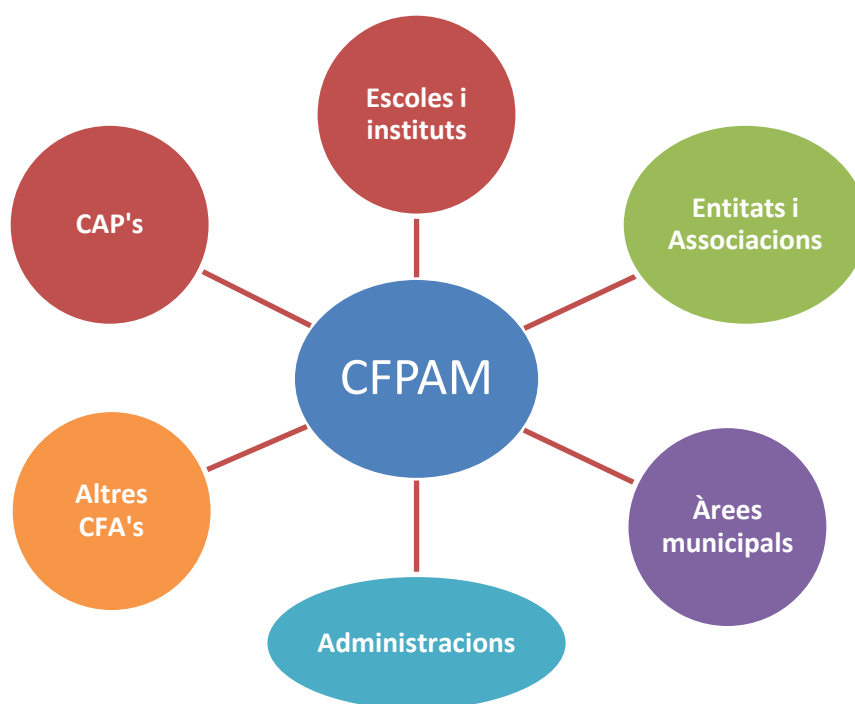 Escoles i
instituts
CAP's
Entitats i
Associacions
CFPAM
Altres
CFA's
Àrees
municipals
Administracions